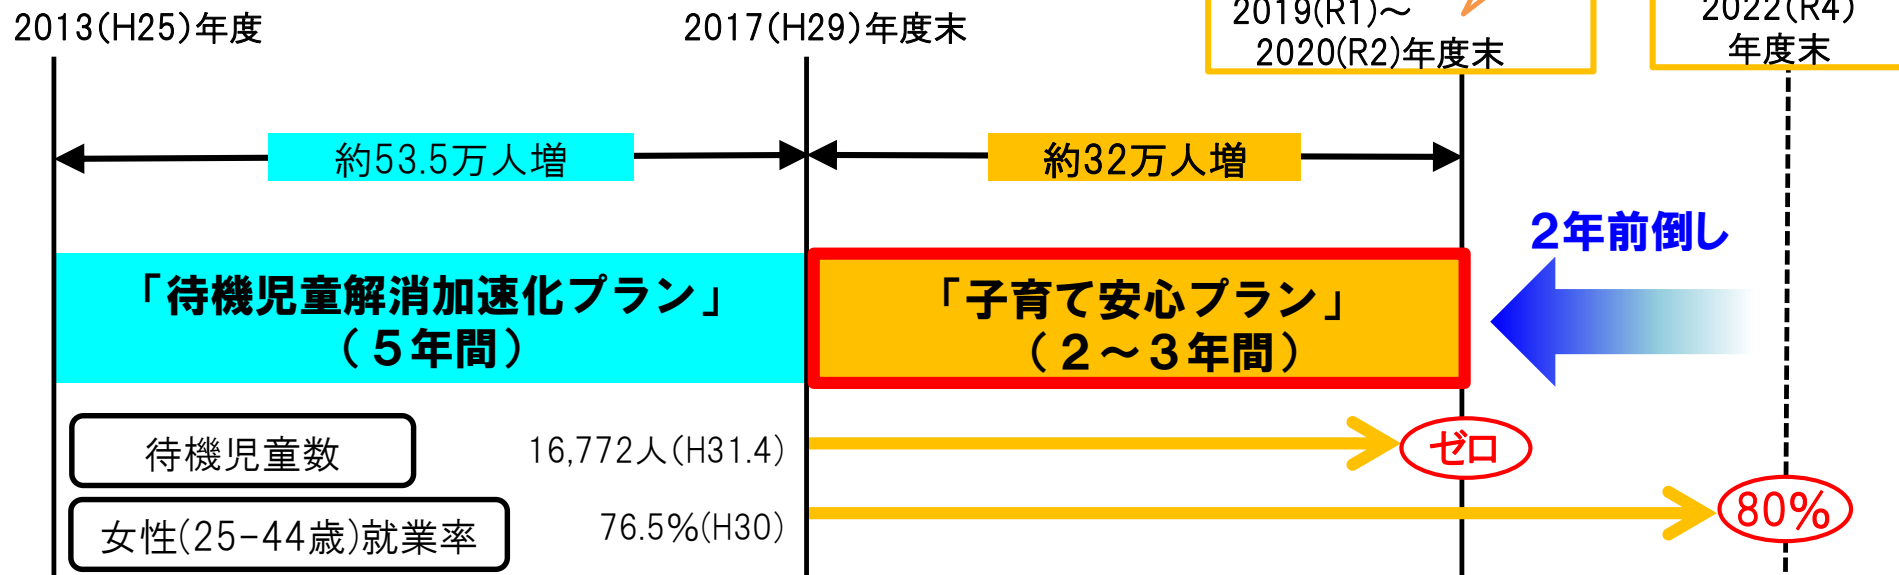 2013(H25)年度
2017(H29)年度末
2019(R1)～
2020(R2)年度末
2022(R4)
年度末
約53.5万人増
約32万人増
２年前倒し
「待機児童解消加速化プラン」
（５年間）
「子育て安心プラン」
（２～３年間）
待機児童数
16,772人(H31.4)
ゼロ
女性(25-44歳)就業率
76.5%(H30)
80%